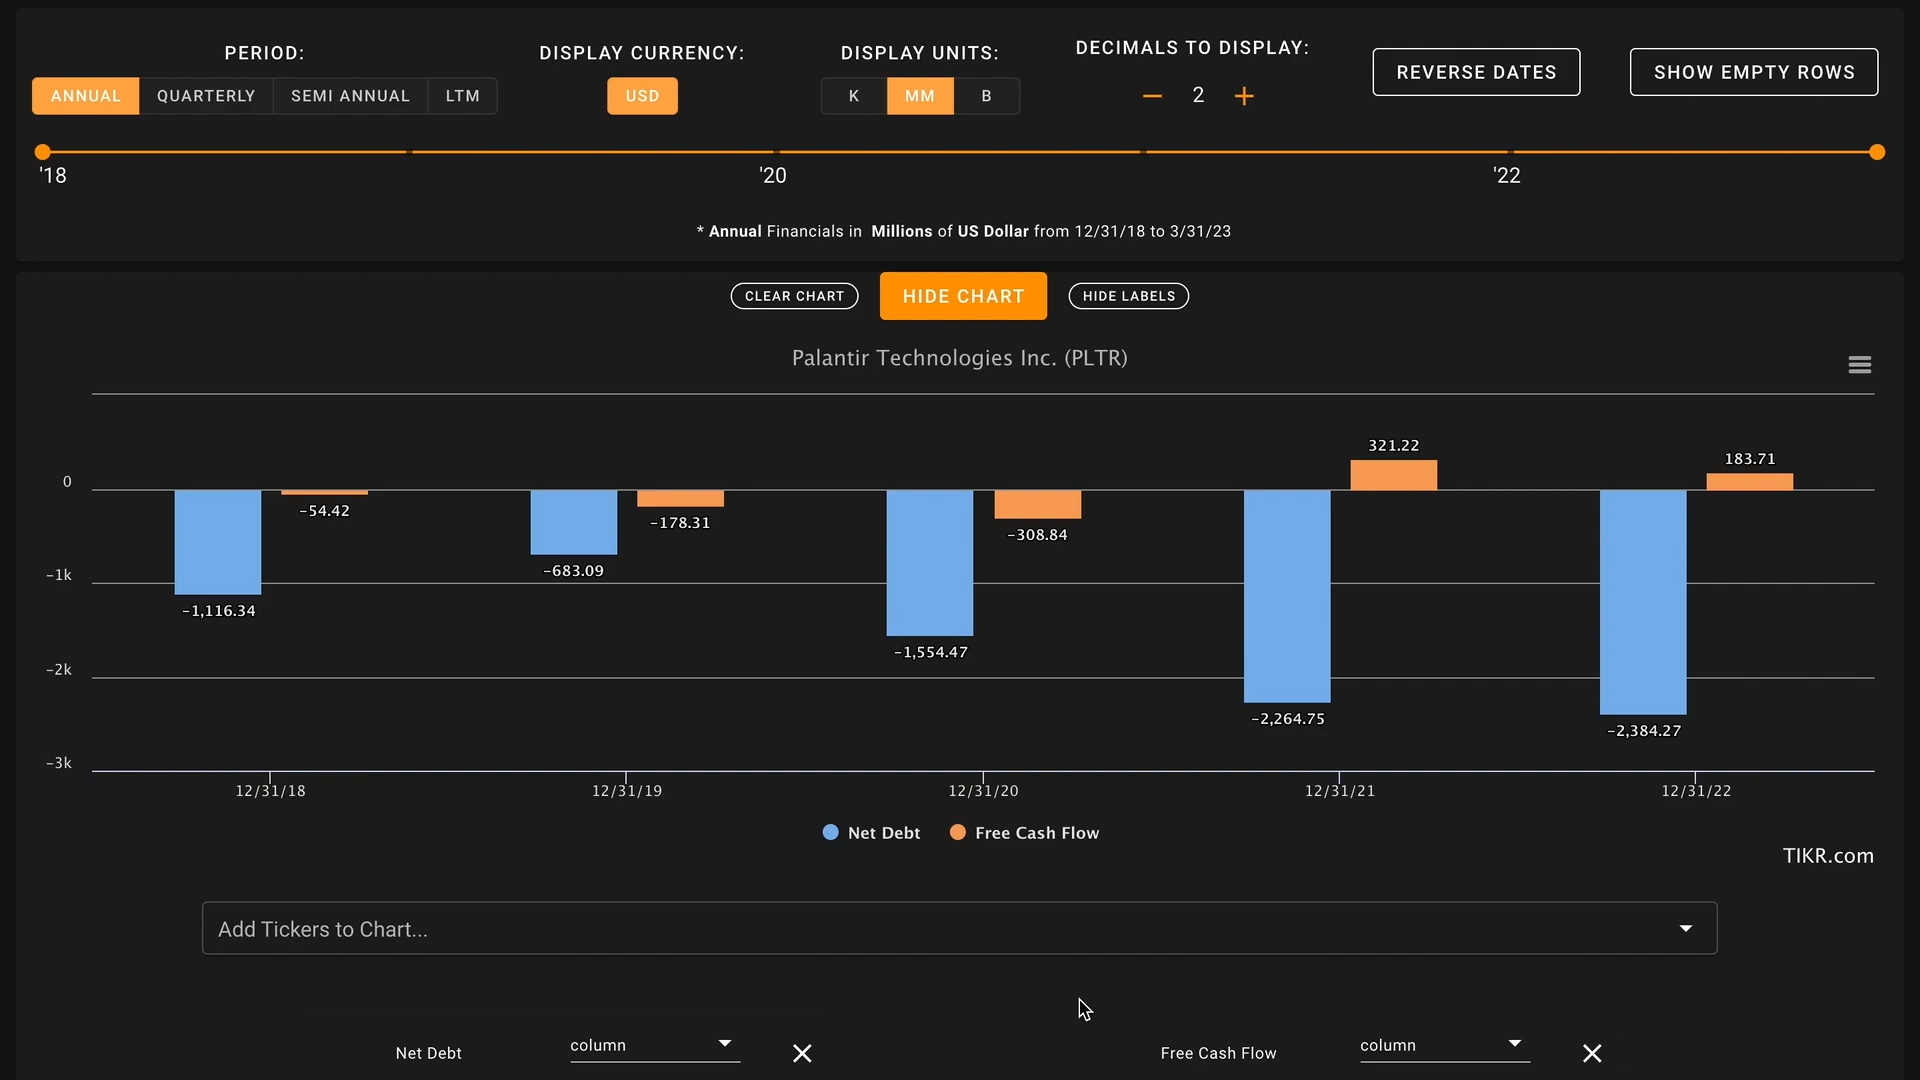 PERIOD:
DISPLAY CURRENCY:
DISPLAY UNITS:
DECIMALS TO DISPLAY:
REVERSE DATES
SHOW EMPTY ROWS
ANNUAL QUARTERLY SEMI ANNUAL LTM
USD
K MM B
— 2 +
'18
'20
'22
* Annual Financials in Millions of US Dollar from 12/31/18 to 3/31/23
CLEAR CHART
HIDE CHART
HIDE LABELS
Palantir Technologies Inc. (PLTR)
321.22
183.71
0
-54.42
-178.31
-308.84
-683.09
-1k
-1,116.34
-1,554.47
-2k
-2,264.75
-2,384.27
-3k
12/31/18
12/31/19
12/31/20
12/31/21
12/31/22
Net Debt
Free Cash Flow
TIKR.com
Add Tickers to Chart...
Net Debt
column
Free Cash Flow
column